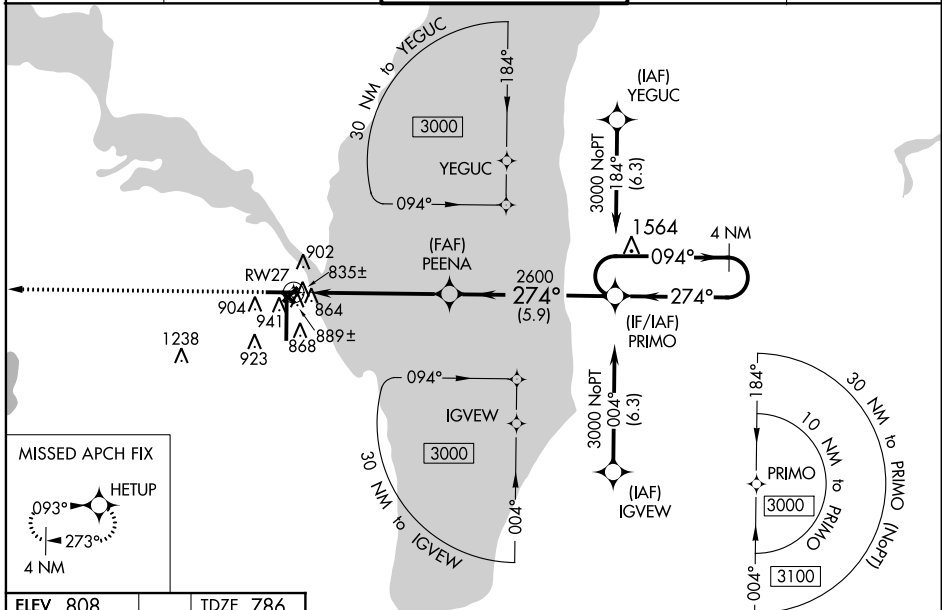 30 NM to YEGUC
184°
3000
YEGUC
094°
(IAF)
YEGUC
3000 NoPT
184°
(6.3)
1564
4 NM
094°
274°
(IF/IAF)
PRIMO
(FAF)
PEENA
2600
274°
(5.9)
902
RW27
835±
904
941
864
889±
868
923
1238
094°
IGVEW
3000
004°
30 NM to IGVEW
3000 NoPT
004°
(6.3)
(IAF)
IGVEW
184°
30 NM to PRIMO (NoPT)
10 NM to PRIMO
PRIMO
3000
3100
004°
MISSED APCH FIX
HETUP
093°
273°
4 NM
ELEV 808
TDZE 786